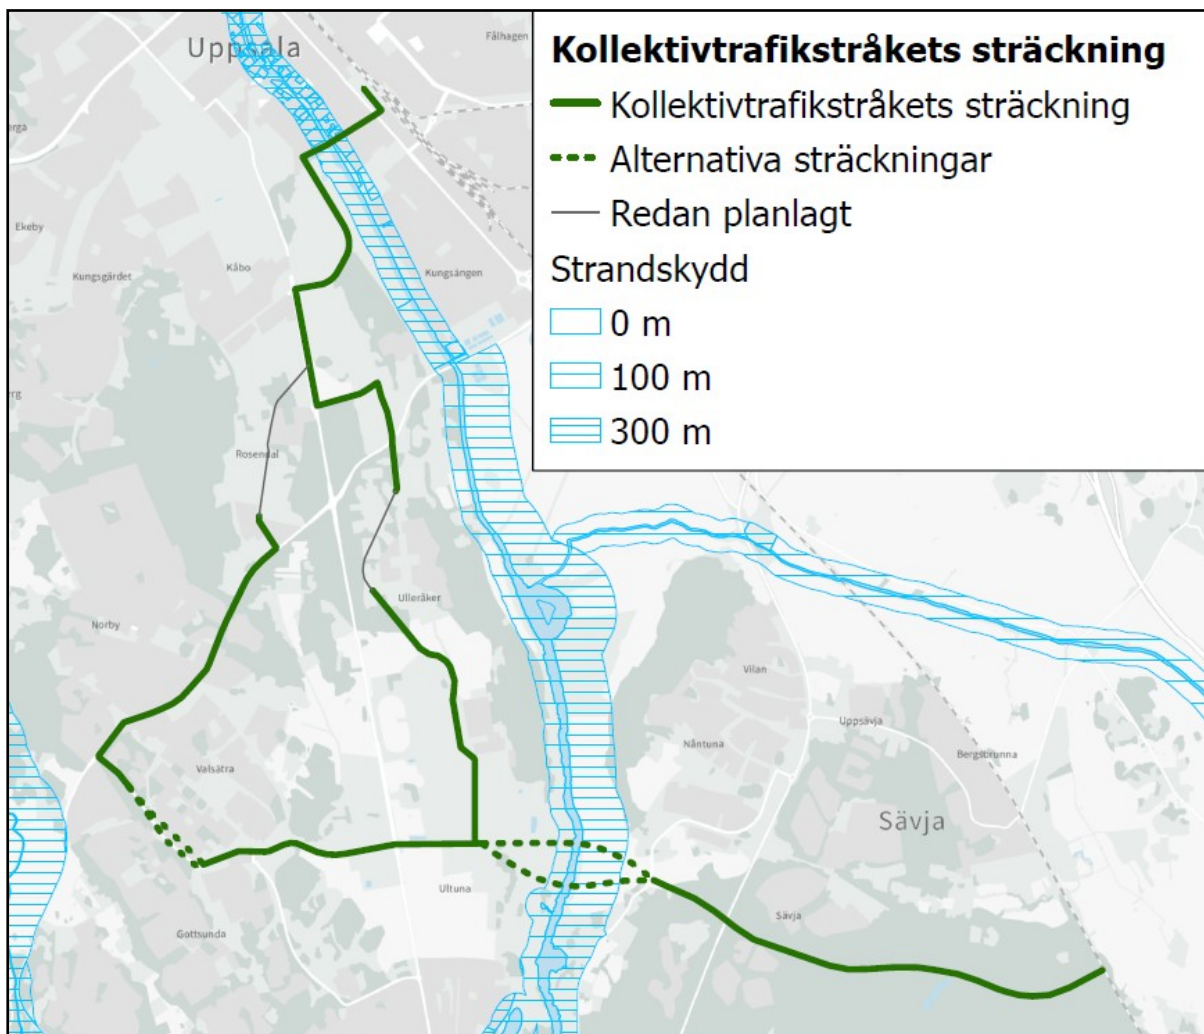 Kollektivtrafikstråkets sträckning
Kollektivtrafikstråkets sträckning
Alternativa sträckningar
Redan planlagt
Strandskydd
0 m
100 m
300 m
Uppsala
Fålhagen
Ekeby
Kungsgärdet
Kåbo
Kungsängen
Rosendal
Ulleråker
Norby
Vilan
Uppsävja
Nåntuna
Bergsbrunna
Valsätra
Sävja
Ultuna
Sävja
Gottsunda